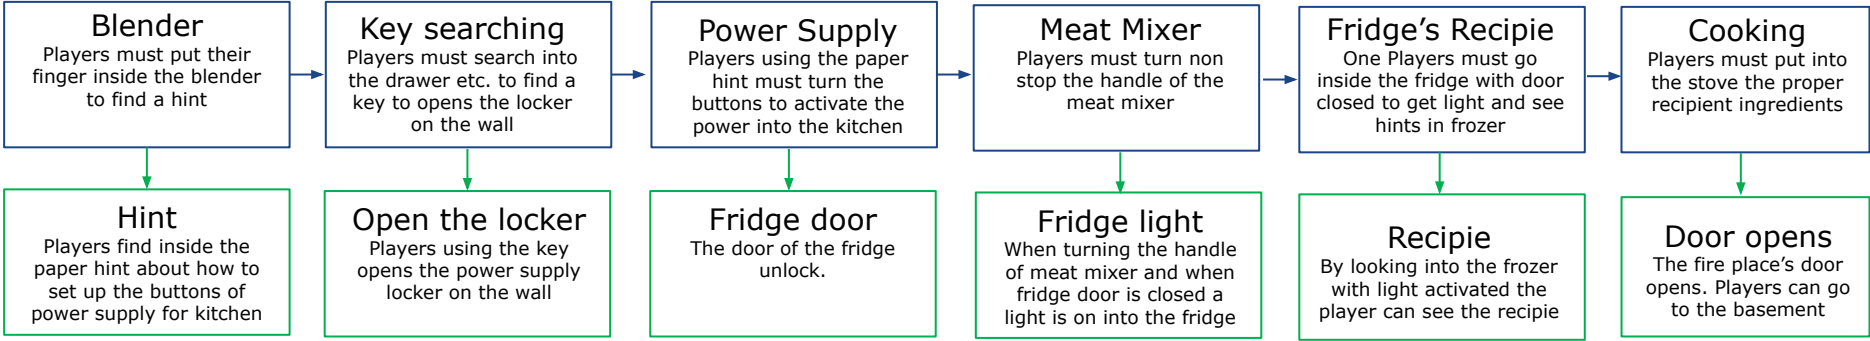 Blender
Players must put their
finger inside the blender
to find a hint
Key searching
Players must search into
the drawer etc. to find a
key to opens the locker
on the wall
Power Supply
Players using the paper
hint must turn the
buttons to activate the
power into the kitchen
Meat Mixer
Players must turn non
stop the handle of the
meat mixer
Fridge's Recipie
One Players must go
inside the fridge with door
closed to get light and see
hints in frozer
Cooking
Players must put into
the stove the proper
recipient ingredients
Hint
Players find inside the
paper hint about how to
set up the buttons of
power supply for kitchen
Open the locker
Players using the key
opens the power supply
locker on the wall
Fridge door
The door of the fridge
unlock.
Fridge light
When turning the handle
of meat mixer and when
fridge door is closed a
light is on into the fridge
Recipie
By looking into the frozer
with light activated the
player can see the recipie
Door opens
The fire place's door
opens. Players can go
to the basement